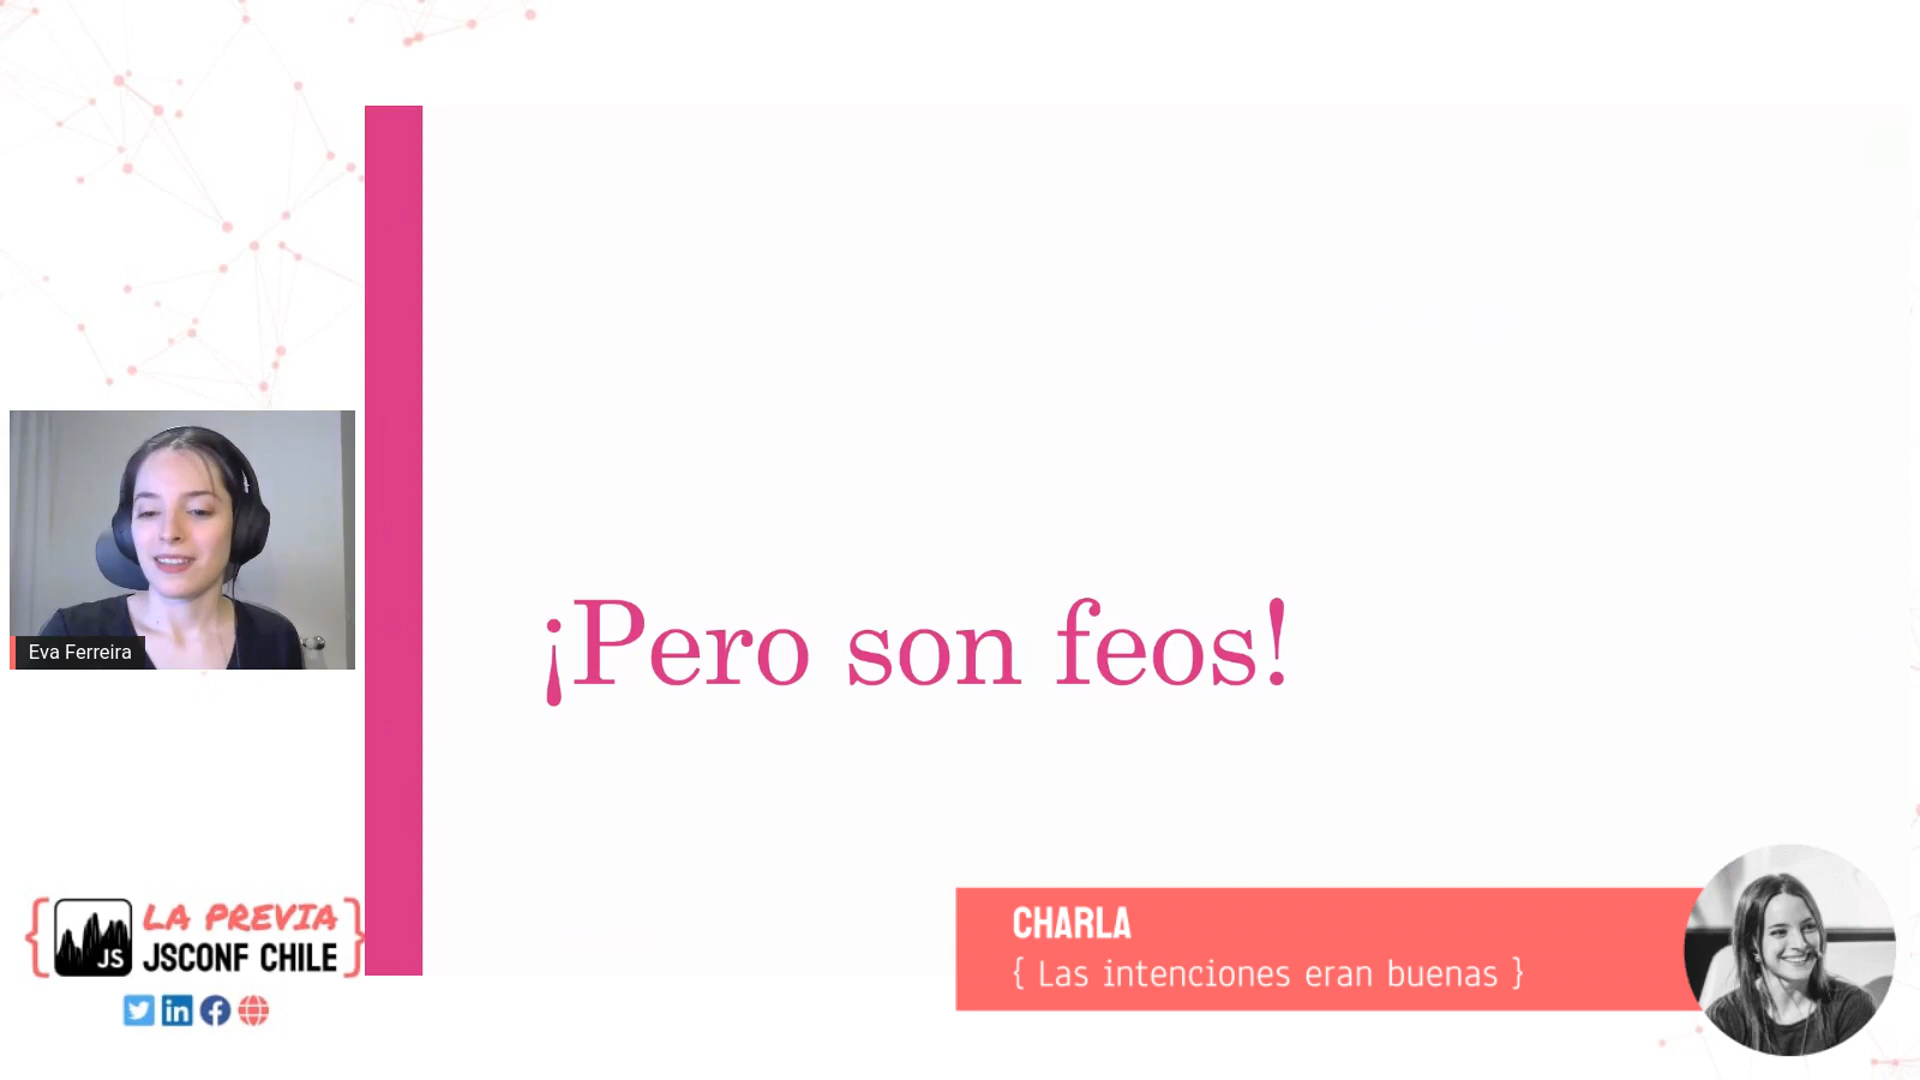 ¡Pero son feos!
Eva Ferreira
{ JS LA PREVIA }
JSCONF CHILE
CHARLA
{ Las intenciones eran buenas }